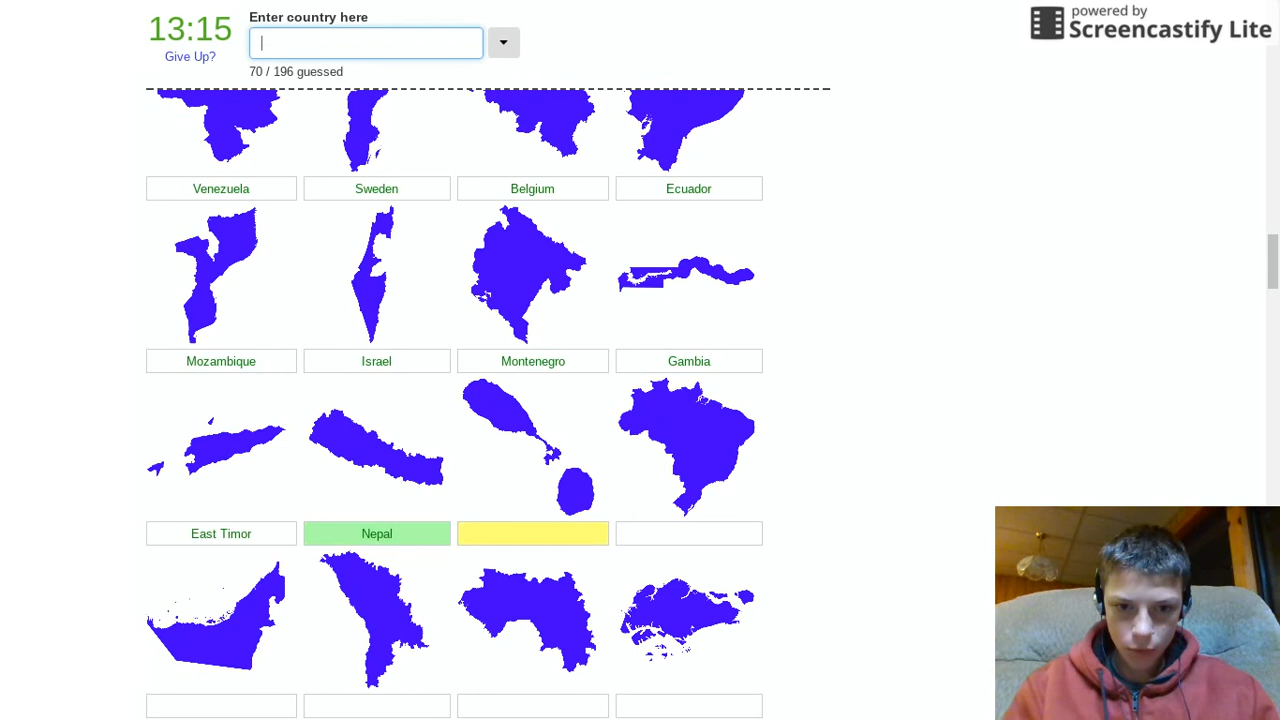 13:15
Give Up?
Enter country here
70 / 196 guessed
powered by
Screencastify Lite
Venezuela
Sweden
Belgium
Ecuador
Mozambique
Israel
Montenegro
Gambia
East Timor
Nepal